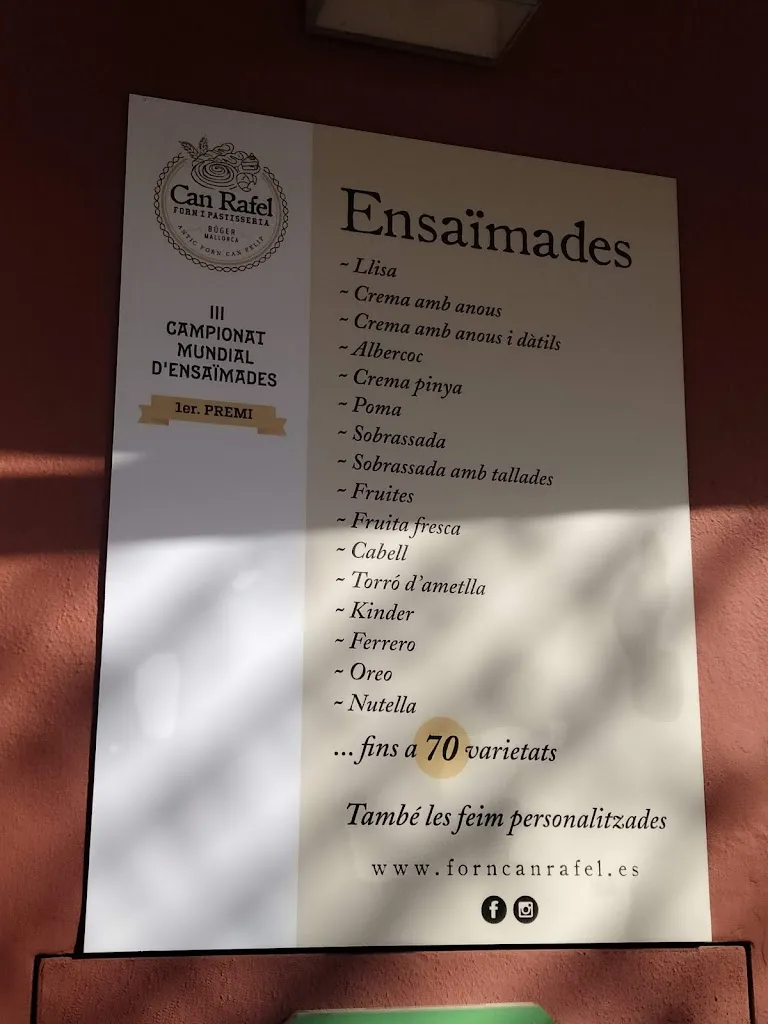 Can Rafel
FORN I PASTISSERIA
BÚGER
MALLORCA
ANTIC FORN CAN FELIP
III
CAMPIONAT
MUNDIAL
D'ENSAÏMADES
1er. PREMI
Ensaïmades
~ Llisa
~ Crema amb anous
~ Crema amb anous i dàtils
~ Albercoc
~ Crema pinya
~ Poma
~ Sobrassada
~ Sobrassada amb tallades
~ Fruites
~ Fruita fresca
~ Cabell
~ Torró d'ametlla
~ Kinder
~ Ferrero
~ Oreo
~ Nutella
... fins a 70 varietats
També les feim personalitzades
www.forncanrafel.es